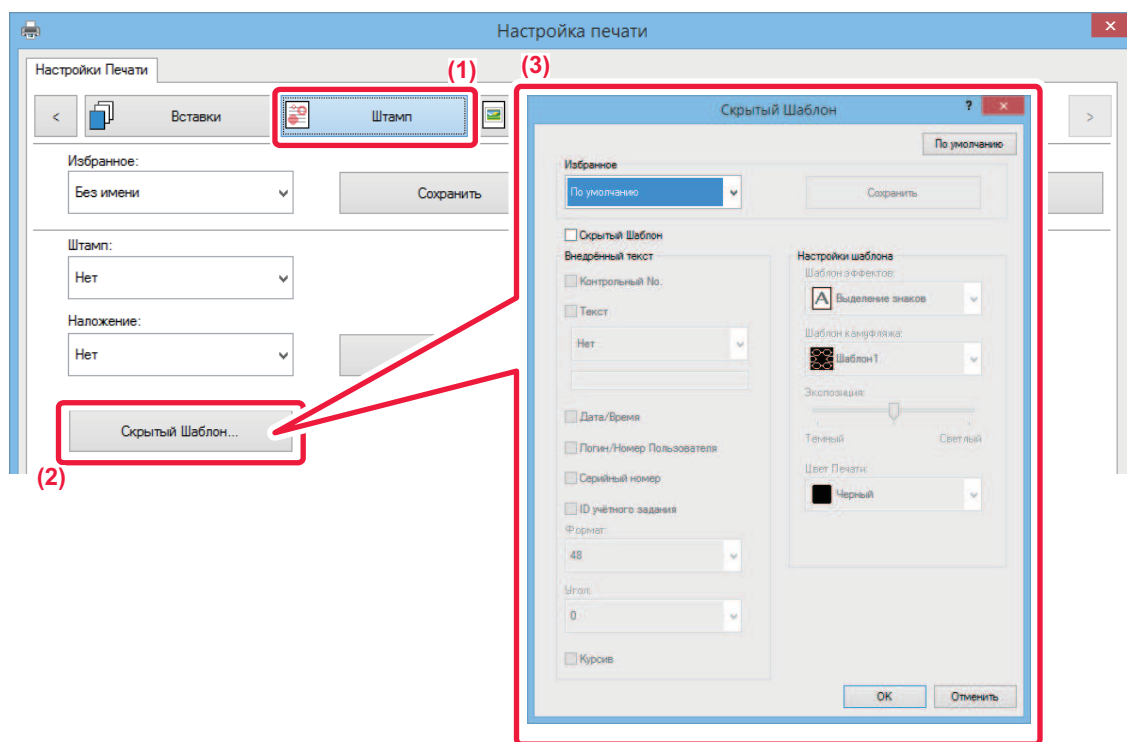 Настройка печати
Настройки Печати
(1)
(3)
<
Вставки
Штамп
>
Избранное:
Без имени
Сохранить
Штамп:
Нет
Наложение:
Нет
Скрытый Шаблон...
(2)
Скрытый Шаблон
?
По умолчанию
Избранное
По умолчанию
Сохранить
Скрытый Шаблон
Внедрённый текст
Контрольный No.
Текст
Нет
Дата/Время
Логин/Номер Пользователя
Серийный номер
ID учётного задания
Формат:
48
Угол:
0
Курсив
Настройки шаблона
Шаблон эффектов:
A
Выделение знаков
Шаблон камуфляжа:
Шаблон1
Экспозиция:
Темный
Светлый
Цвет Печати:
Черный
OK
Отменить